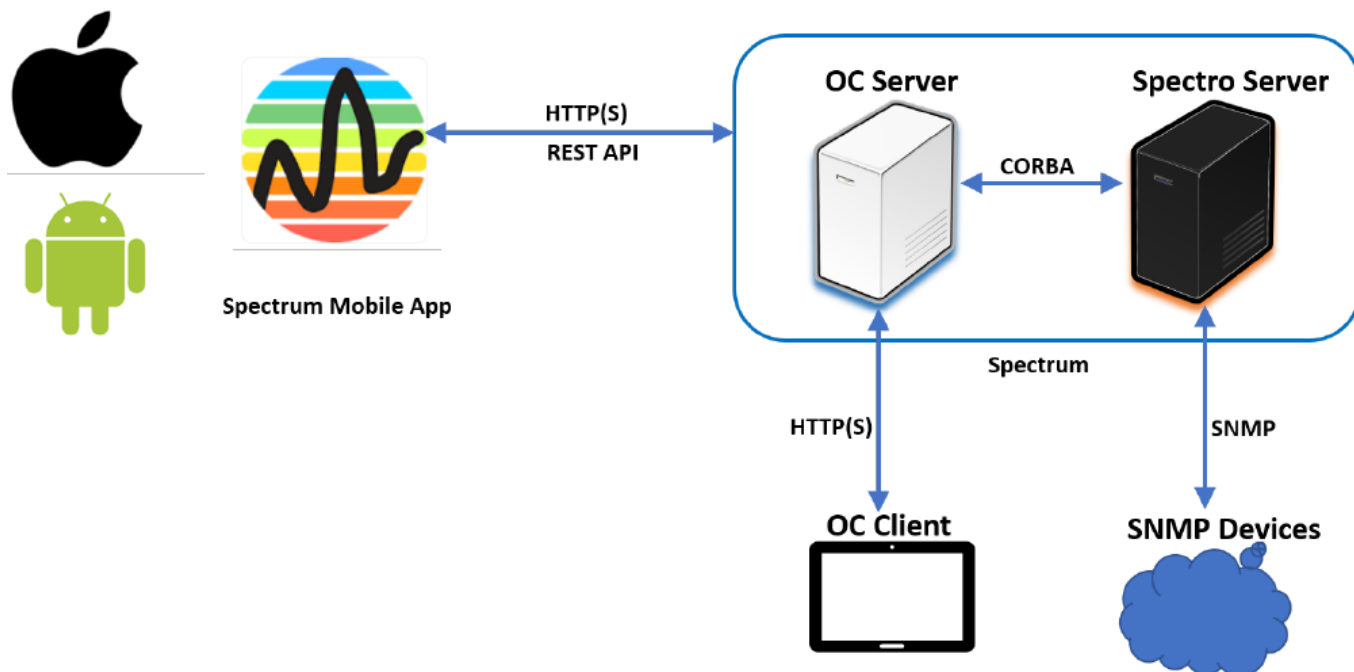 OC Server
Spectro Server
HTTP(S)
REST API
CORBA
Spectrum Mobile App
Spectrum
HTTP(S)
SNMP
OC Client
SNMP Devices